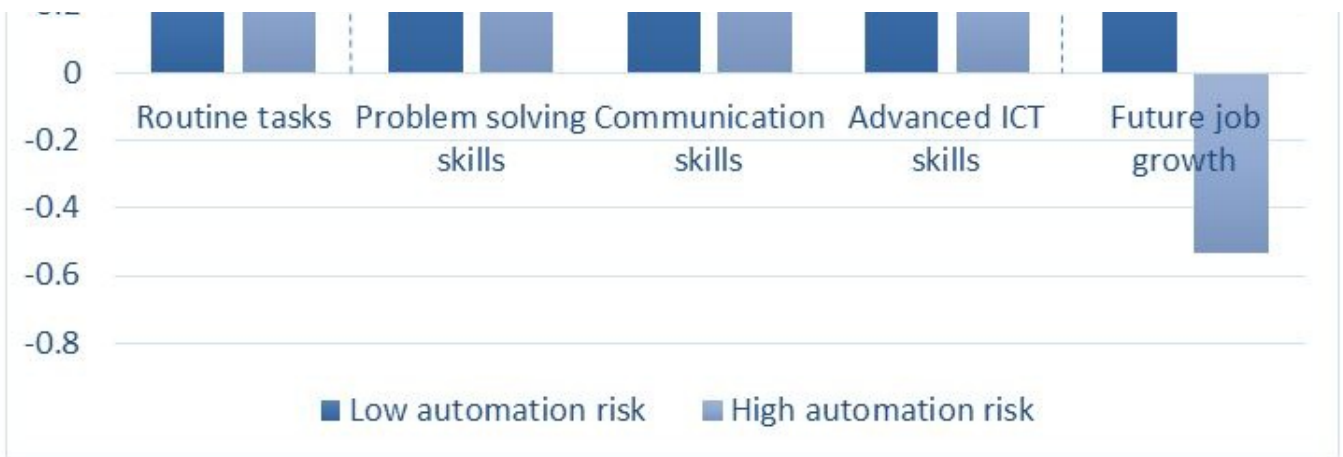 0
Routine tasks Problem solving skills Communication skills Advanced ICT skills Future job growth
-0.2
-0.4
-0.6
-0.8
Low automation risk High automation risk